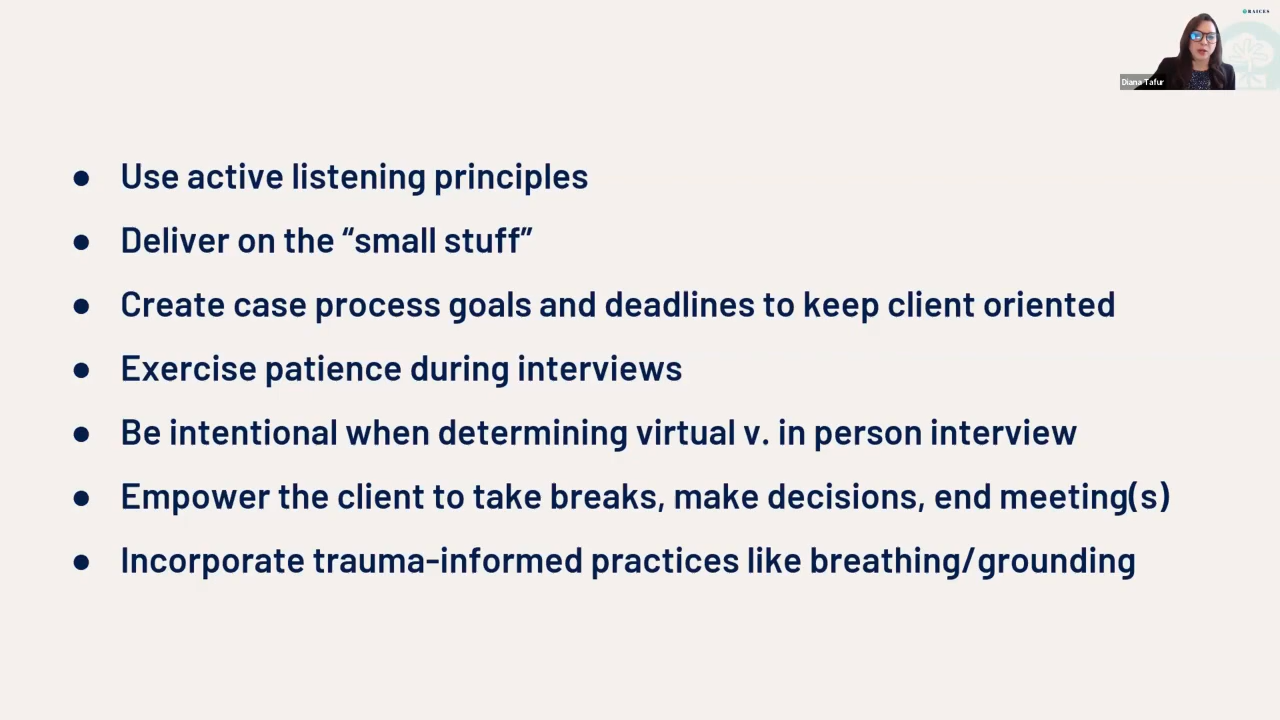 RAICES
Diana Tafur
● Use active listening principles
● Deliver on the “small stuff”
● Create case process goals and deadlines to keep client oriented
● Exercise patience during interviews
● Be intentional when determining virtual v. in person interview
● Empower the client to take breaks, make decisions, end meeting(s)
● Incorporate trauma-informed practices like breathing/grounding